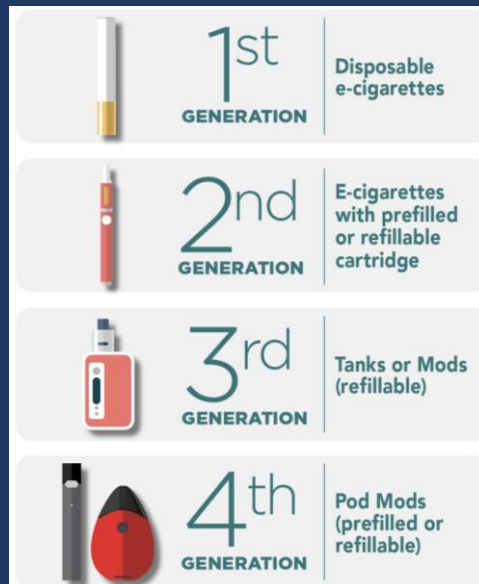 1st
GENERATION
Disposable
e-cigarettes
2nd
GENERATION
E-cigarettes
with prefilled
or refillable
cartridge
3rd
GENERATION
Tanks or Mods
(refillable)
4th
GENERATION
Pod Mods
(prefilled or
refillable)